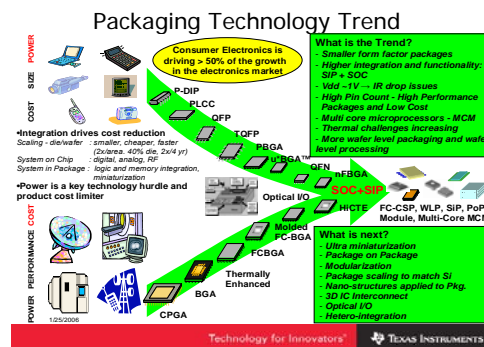 Packaging Technology Trend
POWER
SIZE
COST
Consumer Electronics is
driving > 50% of the growth
in the electronics market
What is the Trend?
- Smaller form factor packages
- Higher integration and functionality:
SIP + SOC
- Vdd ~1V → IR drop issues
- High Pin Count - High Performance
Packages and Low Cost
- Multi core microprocessors - MCM
- Thermal challenges increasing
- More wafer level packaging and wafer
level processing
P-DIP
PLCC
QFP
TQFP
PBGA
u*BGA™
QFN
nFBGA
•Integration drives cost reduction
Scaling - die/wafer : smaller, cheaper, faster
(2x/area. 40% die, 2x/4 yr)
System on Chip : digital, analog, RF
System in Package : logic and memory integration,
miniaturization
•Power is a key technology hurdle and
product cost limiter
SOC+SIP
Optical I/O
HiCTE
FC-CSP, WLP, SiP, PoP
Module, Multi-Core MCM
Molded
FC-BGA
FCBGA
Thermally
Enhanced
BGA
CPGA
POWER PERFORMANCE COST
What is next?
- Ultra miniaturization
- Package on Package
- Modularization
- Package scaling to match SI
- Nano-structures applied to Pkg.
- 3D IC Interconnect
- Optical I/O
- Hetero-integration
1/25/2006
Technology for Innovators™
TEXAS INSTRUMENTS